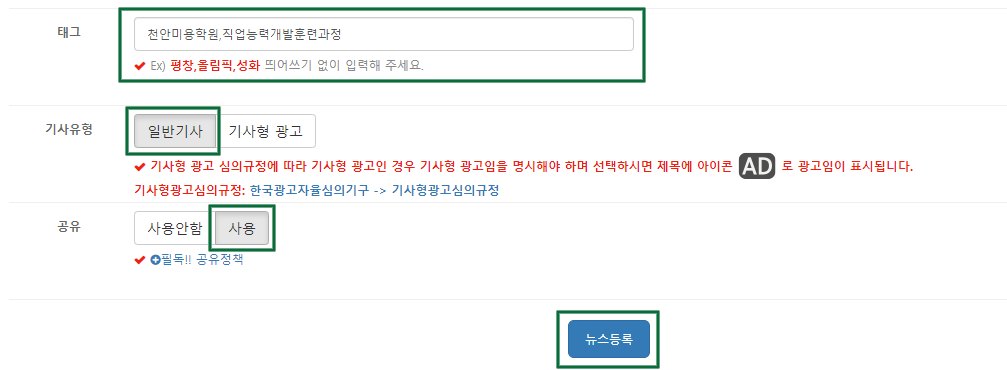 태그
천안미용학원,직업능력개발훈련과정
Ex) 평창,올림픽,성화 띄어쓰기 없이 입력해 주세요.
기사유형
일반기사 기사형 광고
기사형 광고 심의규정에 따라 기사형 광고인 경우 기사형 광고임을 명시해야 하며 선택하시면 제목에 아이콘 AD 로 광고임이 표시됩니다.
기사형광고심의규정: 한국광고자율심의기구 -> 기사형광고심의규정
공유
사용안함 사용
필독!! 공유정책
뉴스등록